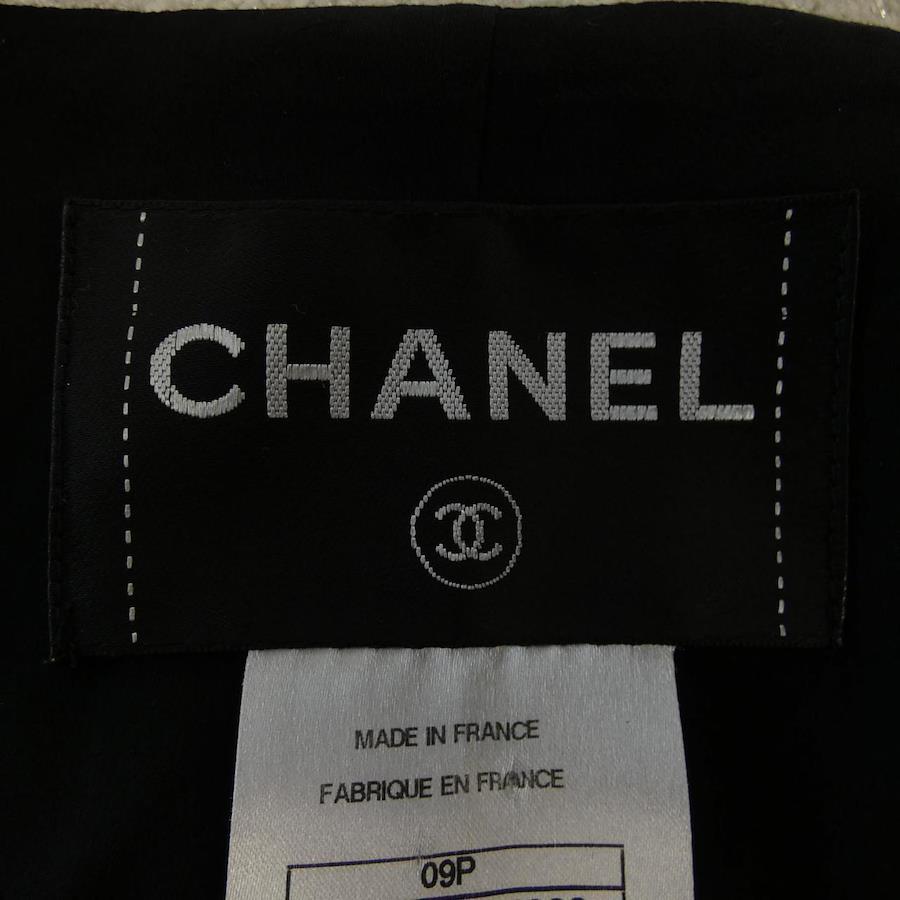 CHANEL
MADE IN FRANCE
FABRIQUE EN FRANCE
09P